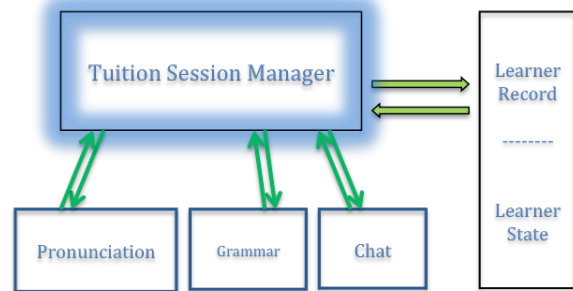 Tuition Session Manager
Learner
Record
--------
Learner
State
Pronunciation
Grammar
Chat